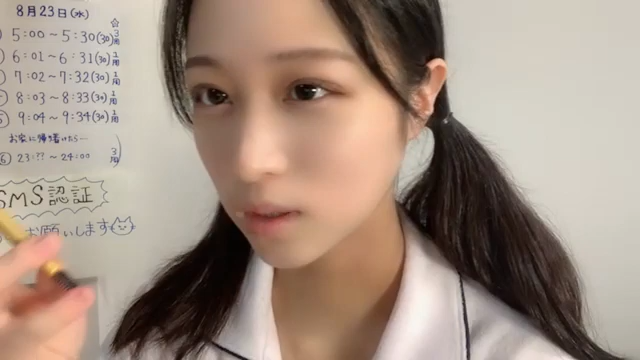 8月23日(水)
5:00～5:30(30)
6:01～6:31(30)
7:02～7:32(30)
8:03～8:33(30)
9:04～9:34(30)
お家に帰着いたら…
23:??～24:00
SMS認証
お願いします